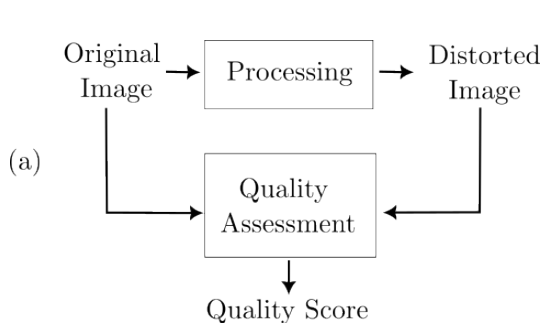 Original
Image
Processing
Distorted
Image
(a)
Quality
Assessment
Quality Score